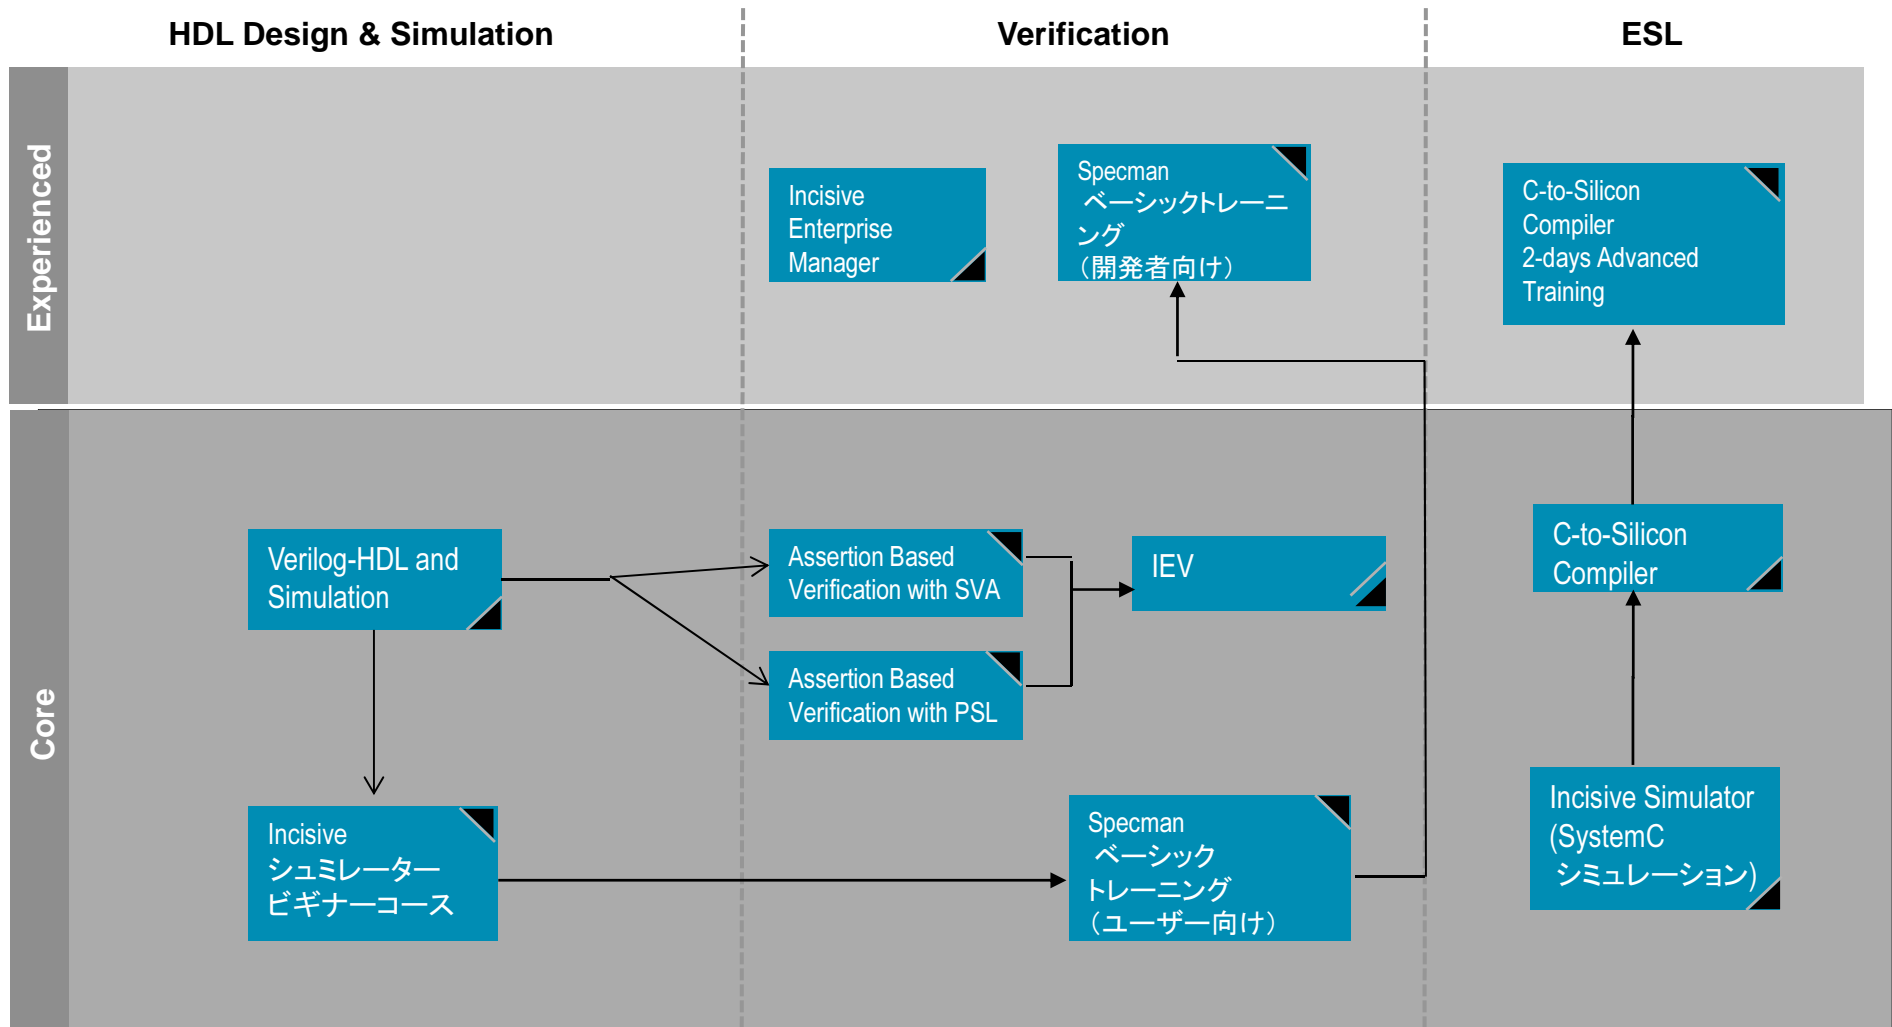 HDL Design & Simulation
Verification
ESL
Experienced
Incisive
Enterprise
Manager
Specman
ベーシックトレーニ
ング
（開発者向け）
C-to-Silicon
Compiler
2-days Advanced
Training
Core
Verilog-HDL and
Simulation
Assertion Based
Verification with SVA
IEV
C-to-Silicon
Compiler
Assertion Based
Verification with PSL
Incisive
シュミレーター
ビギナーコース
Specman
ベーシック
トレーニング
（ユーザー向け）
Incisive Simulator
(SystemC
シミュレーション)